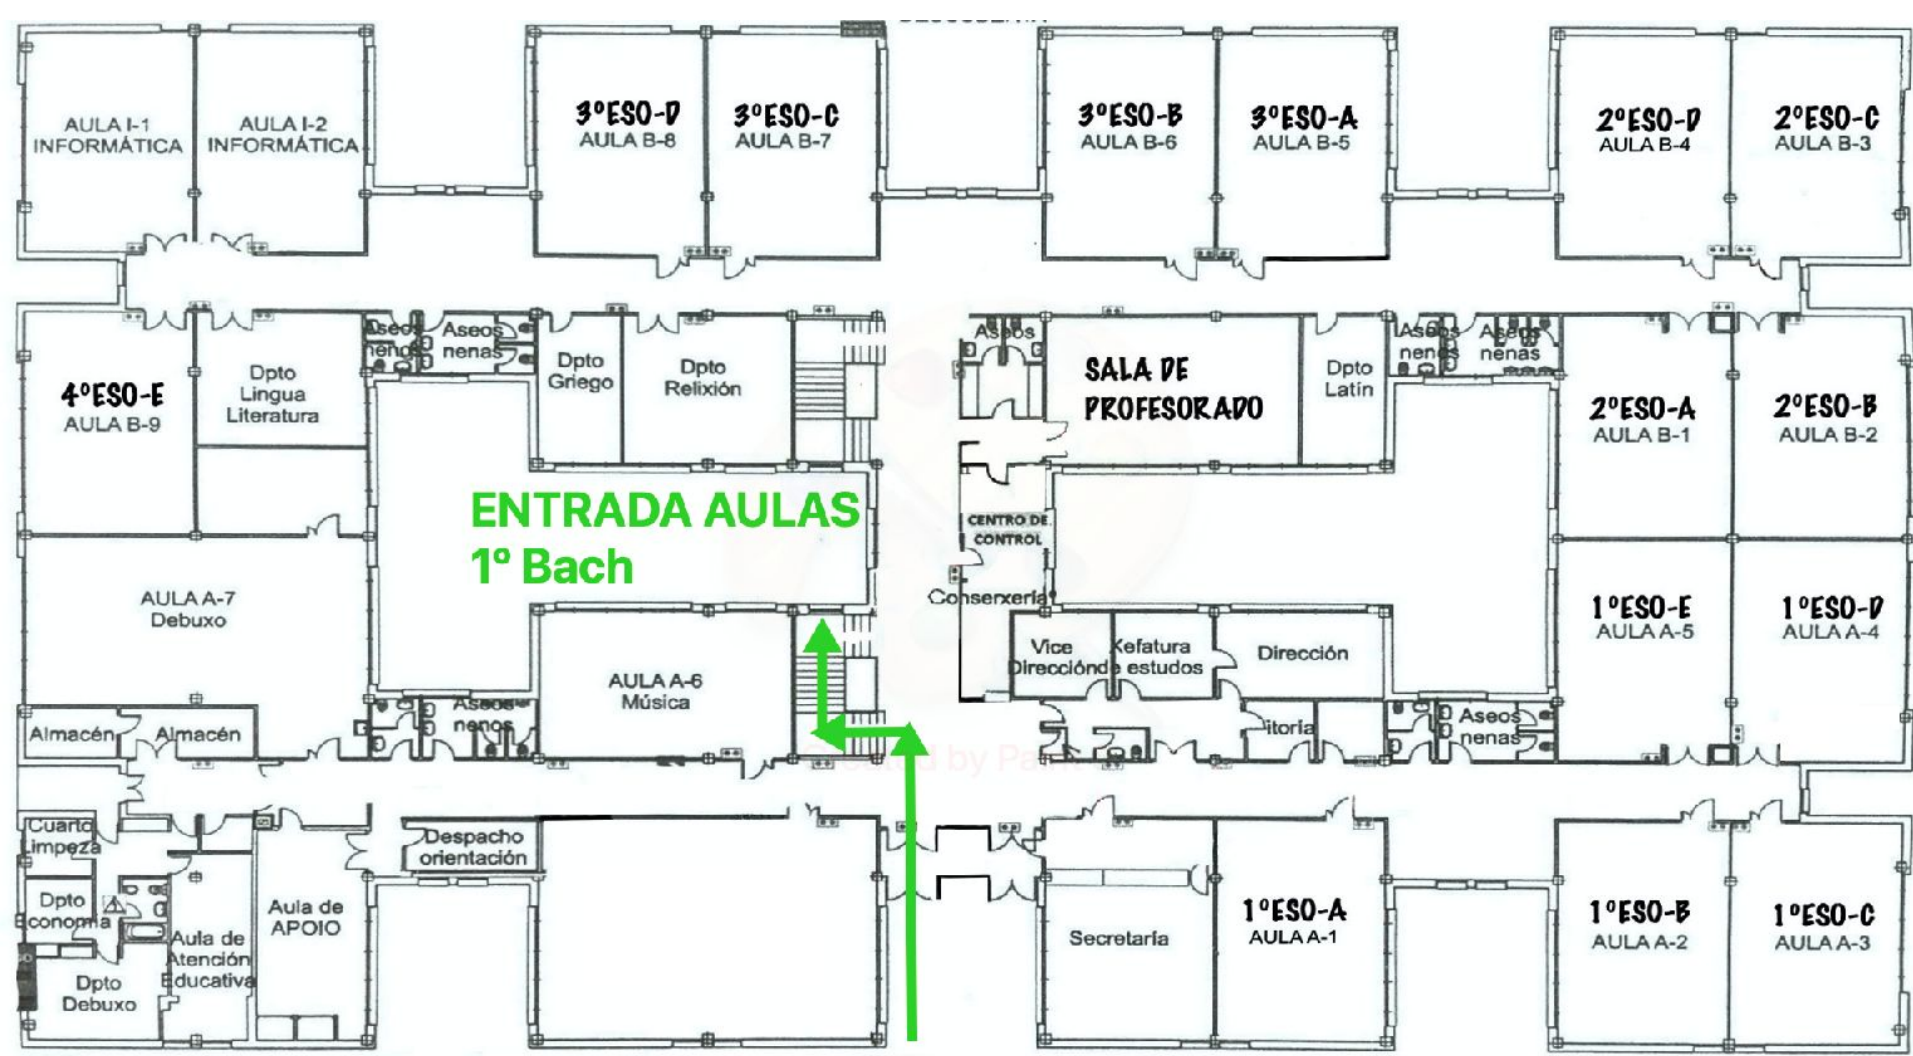 AULA I-1
INFORMÁTICA
AULA I-2
INFORMÁTICA
3ºESO-D
AULA B-8
3ºESO-C
AULA B-7
3ºESO-B
AULA B-6
3ºESO-A
AULA B-5
2ºESO-D
AULA B-4
2ºESO-C
AULA B-3
4ºESO-E
AULA B-9
Dpto
Lingua
Literatura
Aseos
nenos
Aseos
nenas
Dpto
Griego
Dpto
Relixión
Aseos
SALA DE
PROFESORADO
Dpto
Latín
Aseos
nenos
Aseos
nenas
2ºESO-A
AULA B-1
2ºESO-B
AULA B-2
ENTRADA AULAS
1º Bach
CENTRO DE
CONTROL
Conserxería
AULA A-7
Debuxo
AULA A-6
Música
Vice
Dirección
Xefatura
de estudos
Dirección
1ºESO-E
AULA A-5
1ºESO-D
AULA A-4
Almacén
Almacén
Aseos
nenos
itoría
Aseos
nenas
Created by Pa
Cuarto
Limpeza
Despacho
orientación
Dpto
Economía
Aula de
Atención
Educativa
Aula de
APOIO
Dpto
Debuxo
Secretaría
1ºESO-A
AULA A-1
1ºESO-B
AULA A-2
1ºESO-C
AULA A-3